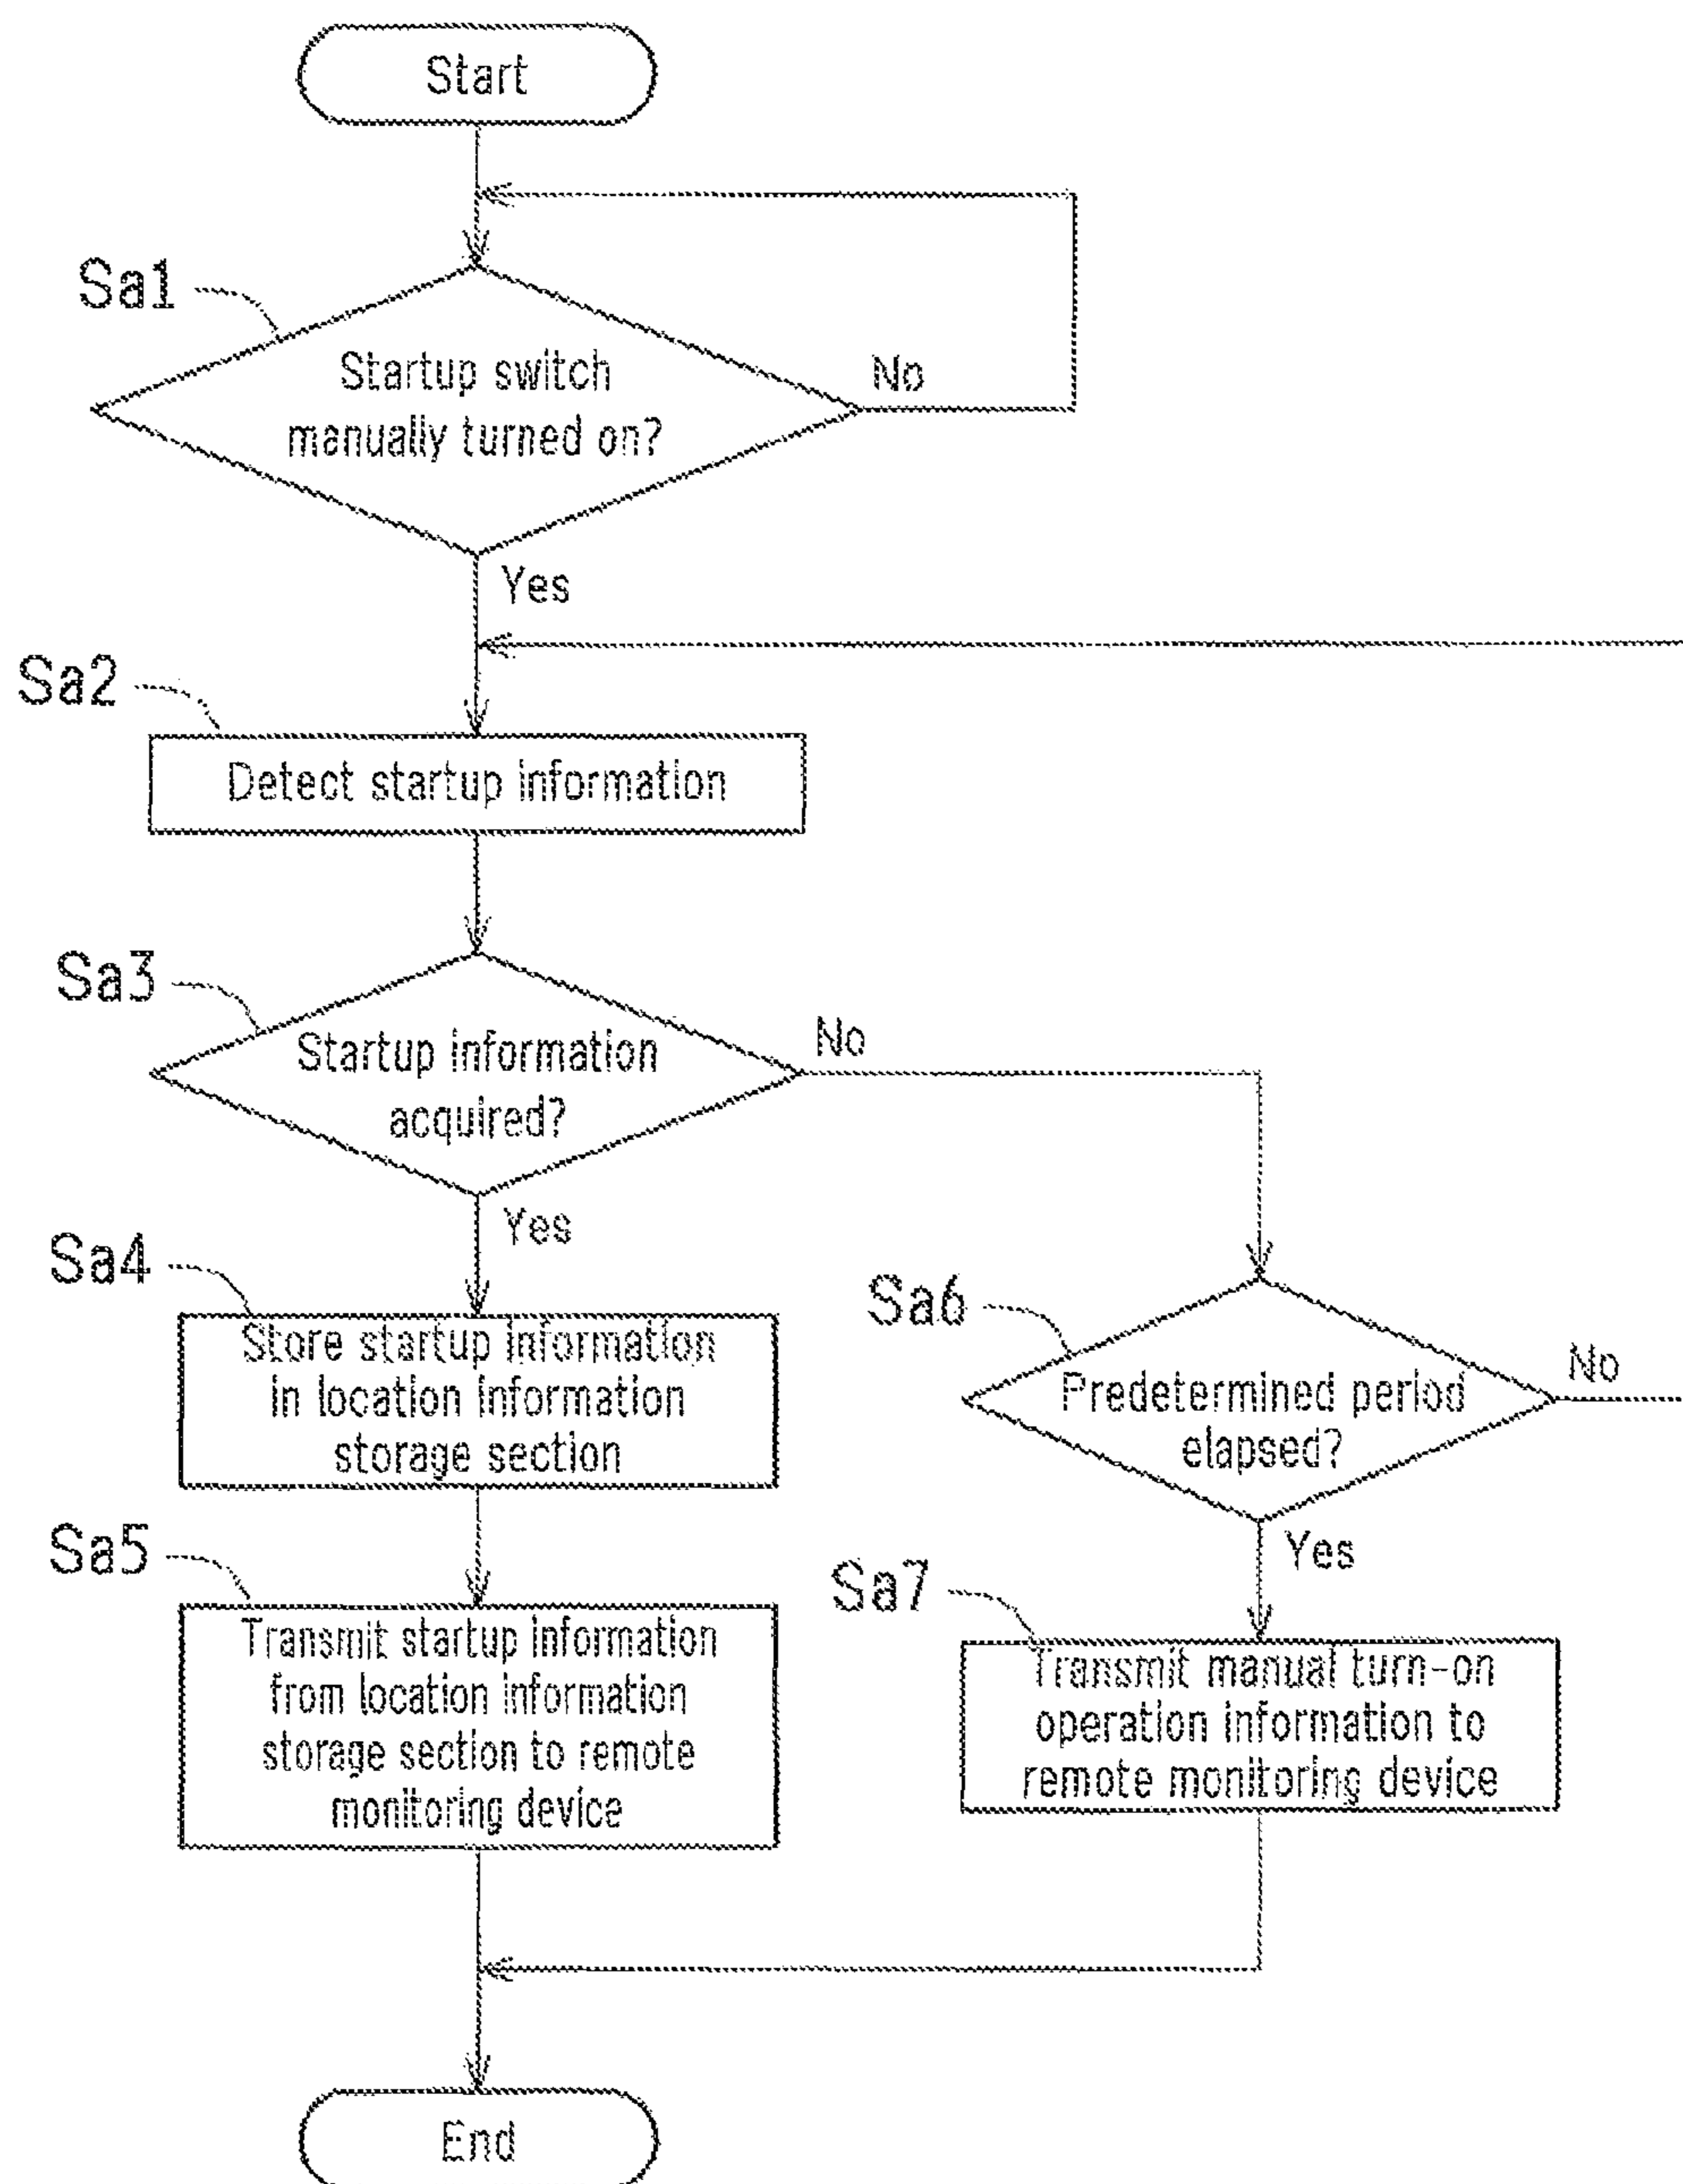 Start
Sa1
Startup switch
manually turned on?
No
Yes
Sa2
Detect startup information
Sa3
Startup information
acquired?
No
Yes
Sa4
Store startup information
in location information
storage section
Sa6
Predetermined period
elapsed?
No
Yes
Sa5
Transmit startup information
from location information
storage section to remote
monitoring device
Sa7
Transmit manual turn-on
operation information to
remote monitoring device
End